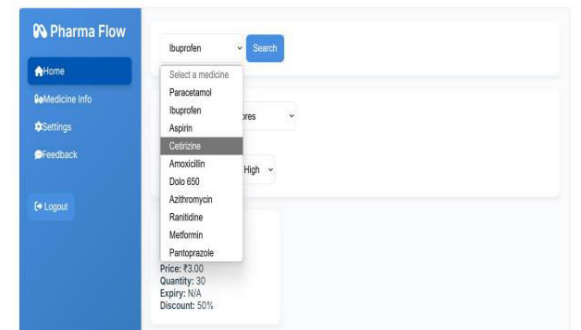 Pharma Flow
Home
Medicine Info
Settings
Feedback
Logout
Ibuprofen
Search
Select a medicine
Paracetamol
Ibuprofen
Aspirin
Cetirizine
Amoxicillin
Dolo 650
Azithromycin
Ranitidine
Metformin
Pantoprazole
High
Price: ₹3.00
Quantity: 30
Expiry: N/A
Discount: 50%